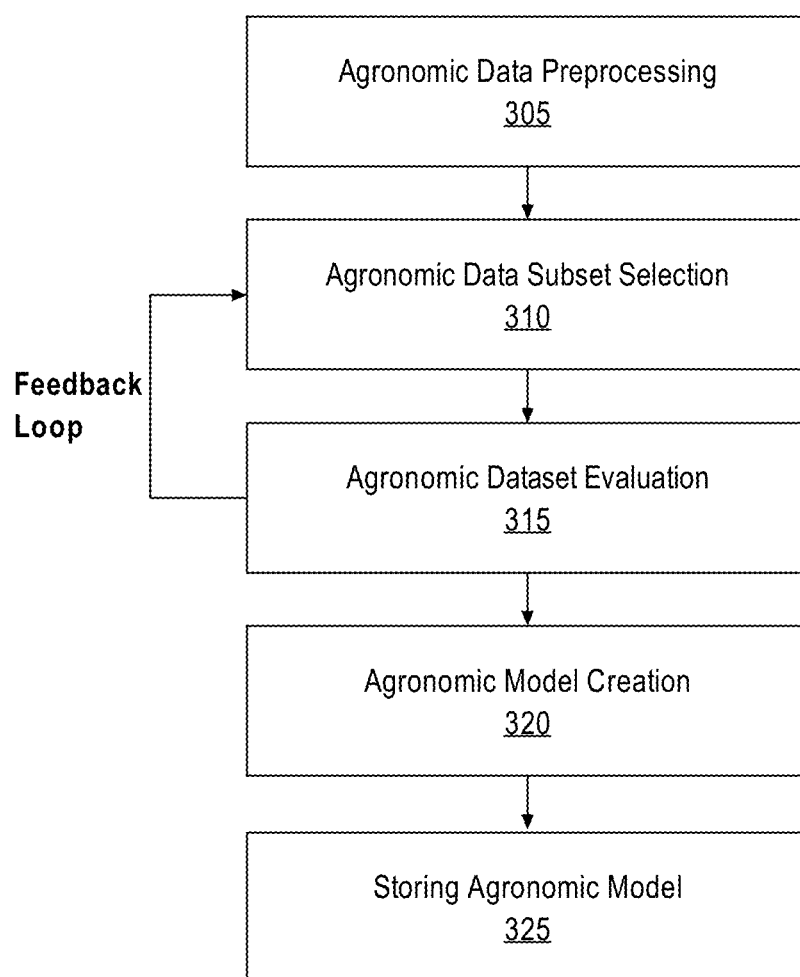 Agronomic Data Preprocessing
305
Agronomic Data Subset Selection
310
Feedback
Loop
Agronomic Dataset Evaluation
315
Agronomic Model Creation
320
Storing Agronomic Model
325